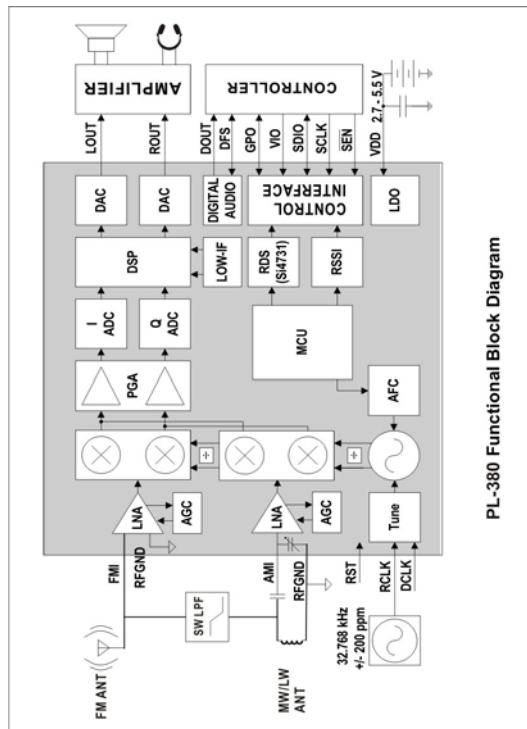 PL-380 Functional Block Diagram
FM ANT
FMI
RFGND
LNA
AGC
SW LPF
MW/LW
ANT
AMI
RFGND
LNA
AGC
32.768 kHz
+/- 200 ppm
RST
RCLK
DCLK
Tune
AFC
÷
÷
PGA
I
ADC
Q
ADC
DSP
LOW-IF
MCU
RDS
(Si4731)
RSSI
DAC
DAC
DIGITAL
AUDIO
CONTROL
INTERFACE
LDO
LOUT
ROUT
DOUT
DFS
GPO
VIO
SDIO
SCLK
SEN
VDD
2.7 - 5.5 V
AMPLIFIER
CONTROLLER